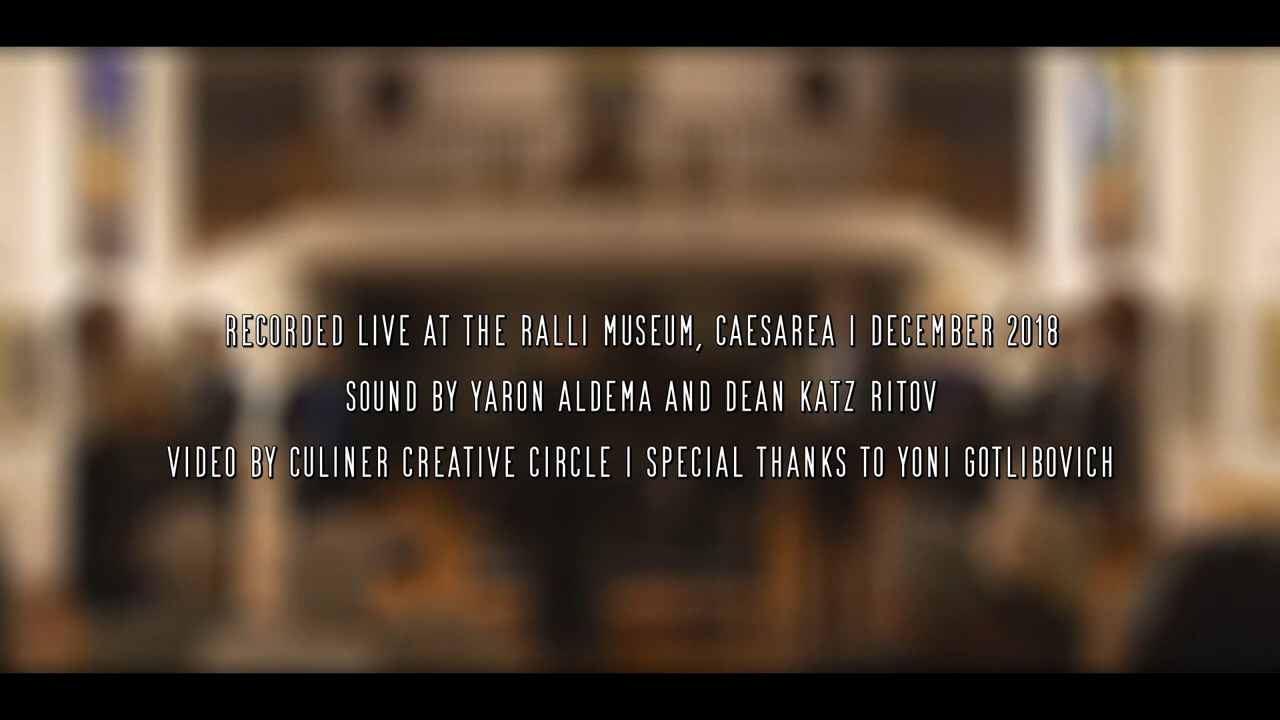 RECORDED LIVE AT THE RALLI MUSEUM, CAESAREA | DECEMBER 2018
SOUND BY YARON ALDEMA AND DEAN KATZ RITOV
VIDEO BY CULINER CREATIVE CIRCLE | SPECIAL THANKS TO YONI GOTLIBOVICH